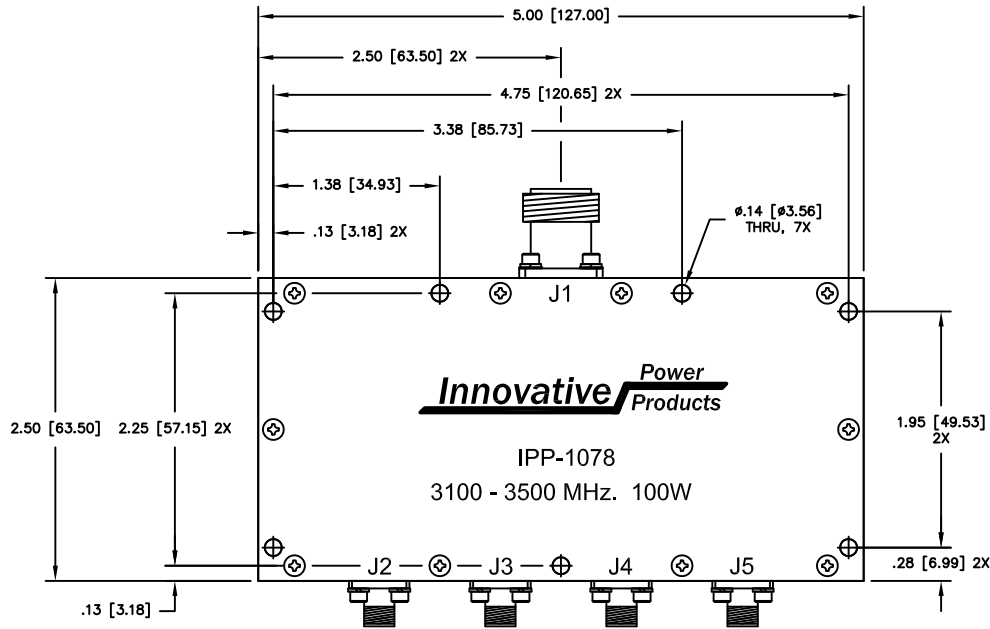 5.00 [127.00]
2.50 [63.50] 2X
4.75 [120.65] 2X
3.38 [85.73]
1.38 [34.93]
.13 [3.18] 2X
ø.14 [ø3.56]
THRU, 7X
J1
2.50 [63.50]
2.25 [57.15] 2X
Innovative Power
Products
1.95 [49.53]
2X
IPP-1078
3100 - 3500 MHz. 100W
J2 J3 J4 J5
.28 [6.99] 2X
.13 [3.18]